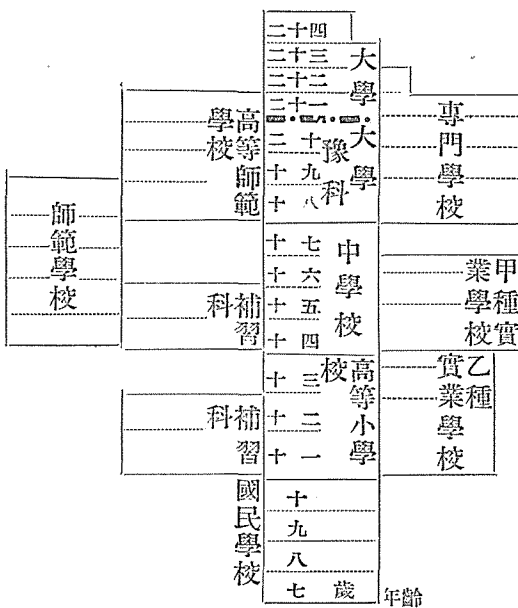 二十四
二十三
二十二
二十一
大學
二十
十九
十八
大學
豫科
十七
十六
十五
十四
中學校
十三
十二
十一
高等小學
校
十
九
八
七歲
年齡
國民學校
高等師範
學校
師範學校
補習
科
補習
科
專門學校
甲種實
業學校
乙種
實業學校